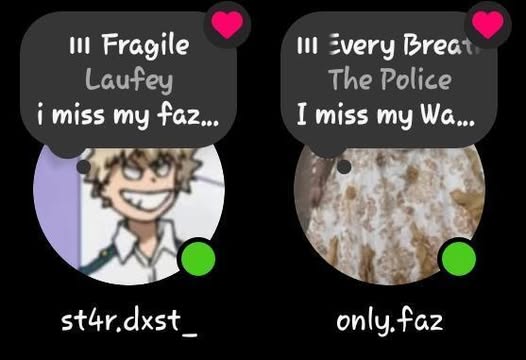 Fragile
Laufey
i miss my faz...
st4r.dxst_
Every Breat
The Police
I miss my Wa...
only.faz